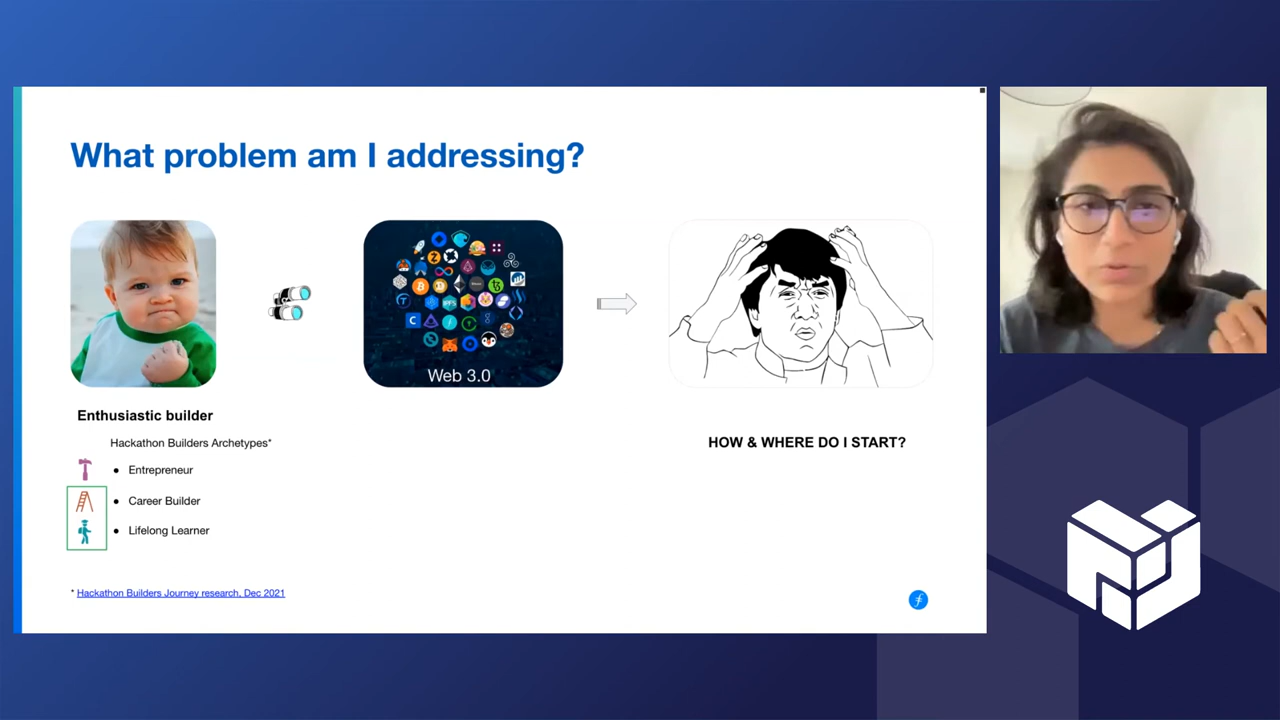 What problem am I addressing?
Web 3.0
Enthusiastic builder
Hackathon Builders Archetypes*
• Entrepreneur
• Career Builder
• Lifelong Learner
HOW & WHERE DO I START?
* Hackathon Builders Journey research, Dec 2021